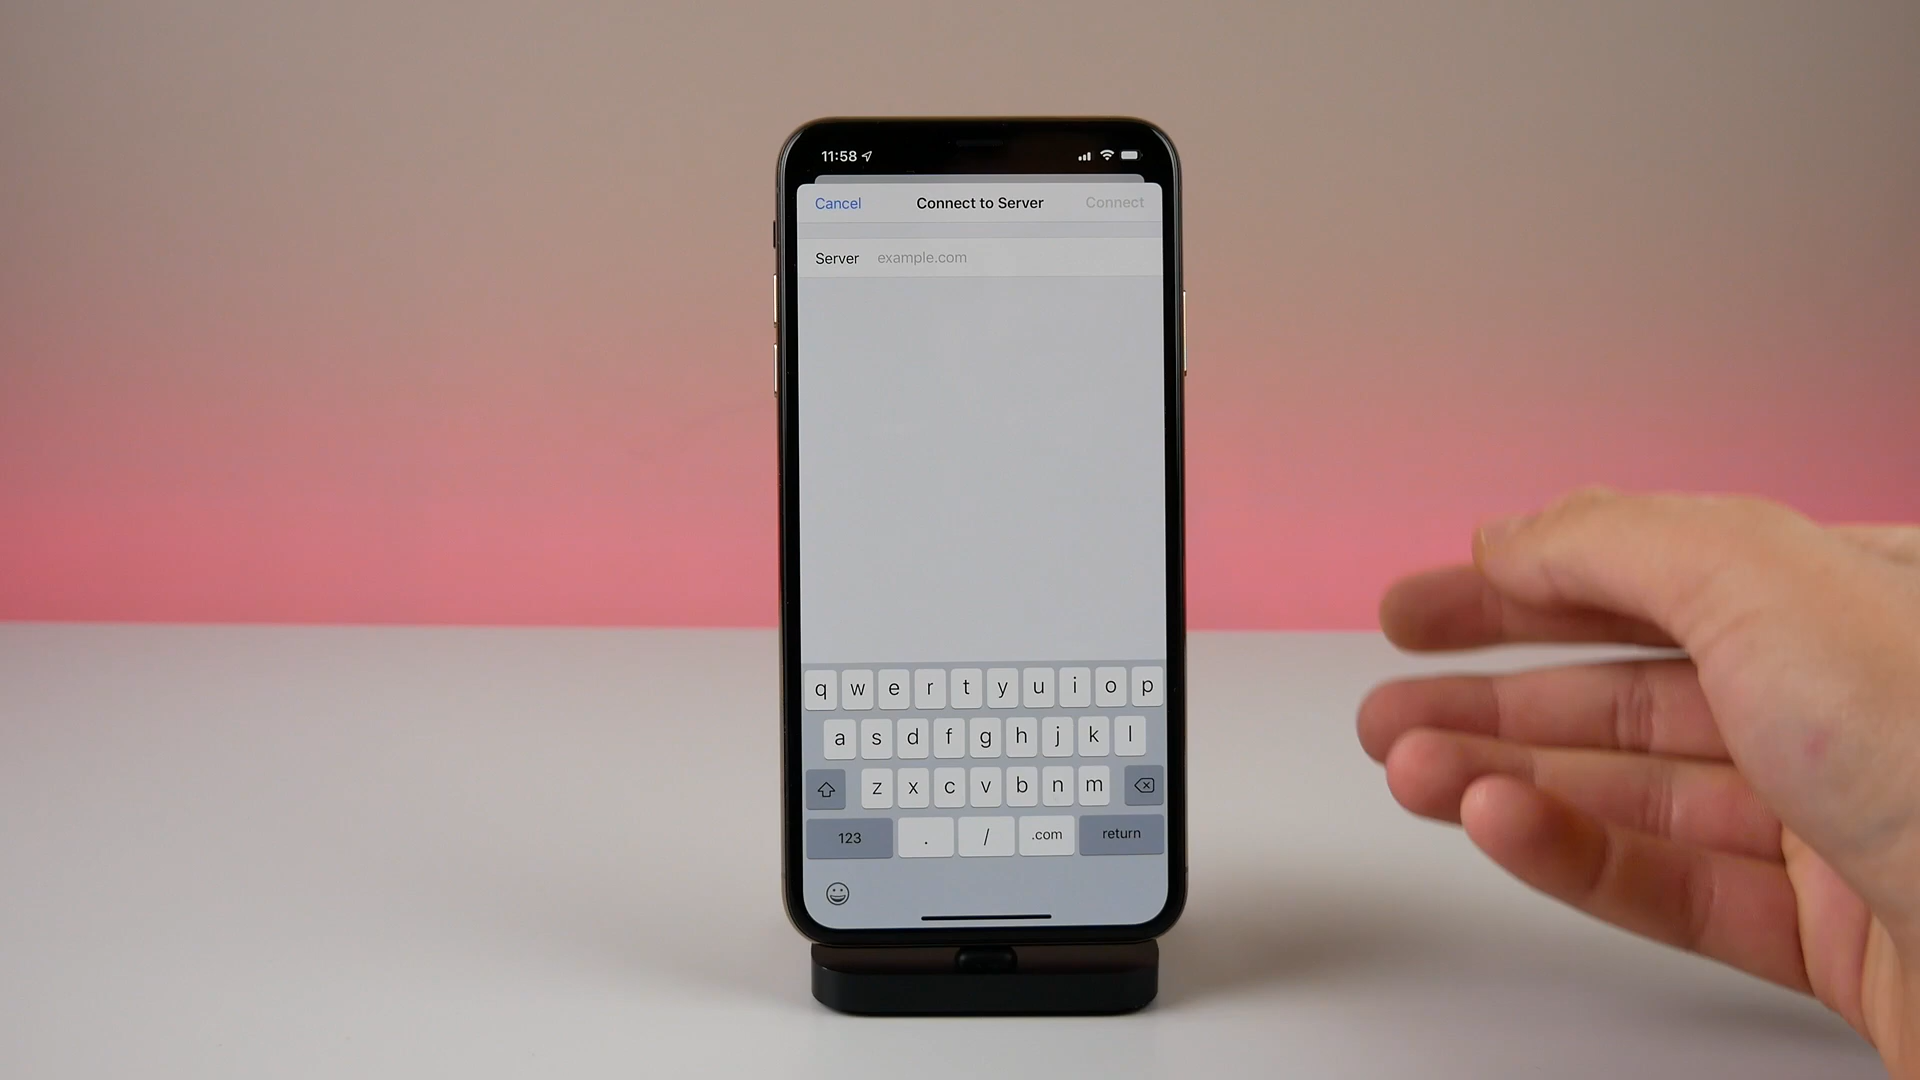 11:58
Cancel Connect to Server Connect
Server example.com
q w e r t y u i o p
a s d f g h j k l
z x c v b n m
123 . / .com return